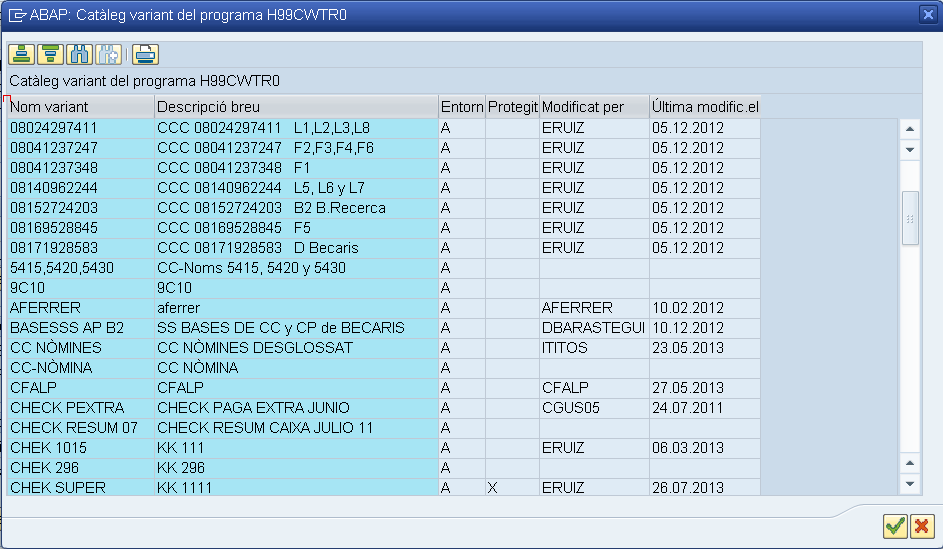 ABAP: Catàleg variant del programa H99CWTR0
Catàleg variant del programa H99CWTR0
Nom variant Descripció breu Entorn Protegit Modificat per Última modific.el
08024297411 CCC 08024297411 L1,L2,L3,L8 A ERUIZ 05.12.2012
08041237247 CCC 08041237247 F2,F3,F4,F6 A ERUIZ 05.12.2012
08041237348 CCC 08041237348 F1 A ERUIZ 05.12.2012
08140962244 CCC 08140962244 L5, L6 y L7 A ERUIZ 05.12.2012
08152724203 CCC 08152724203 B2 B.Recerca A ERUIZ 05.12.2012
08169528845 CCC 08169528845 F5 A ERUIZ 05.12.2012
08171928583 CCC 08171928583 D Becaris A ERUIZ 05.12.2012
5415,5420,5430 CC-Noms 5415, 5420 y 5430 A
9C10 9C10 A
AFERRER aferrer A AFERRER 10.02.2012
BASESSS AP B2 SS BASES DE CC y CP de BECARIS A DBARASTEGUI 10.12.2012
CC NÒMINES CC NÒMINES DESGLOSSAT A ITITOS 23.05.2013
CC-NÒMINA CC NÒMINA A
CFALP CFALP A CFALP 27.05.2013
CHECK PEXTRA CHECK PAGA EXTRA JUNIO A CGUS05 24.07.2011
CHECK RESUM 07 CHECK RESUM CAIXA JULIO 11 A
CHEK 1015 KK 111 A ERUIZ 06.03.2013
CHEK 296 KK 296 A
CHEK SUPER KK 1111 A X ERUIZ 26.07.2013